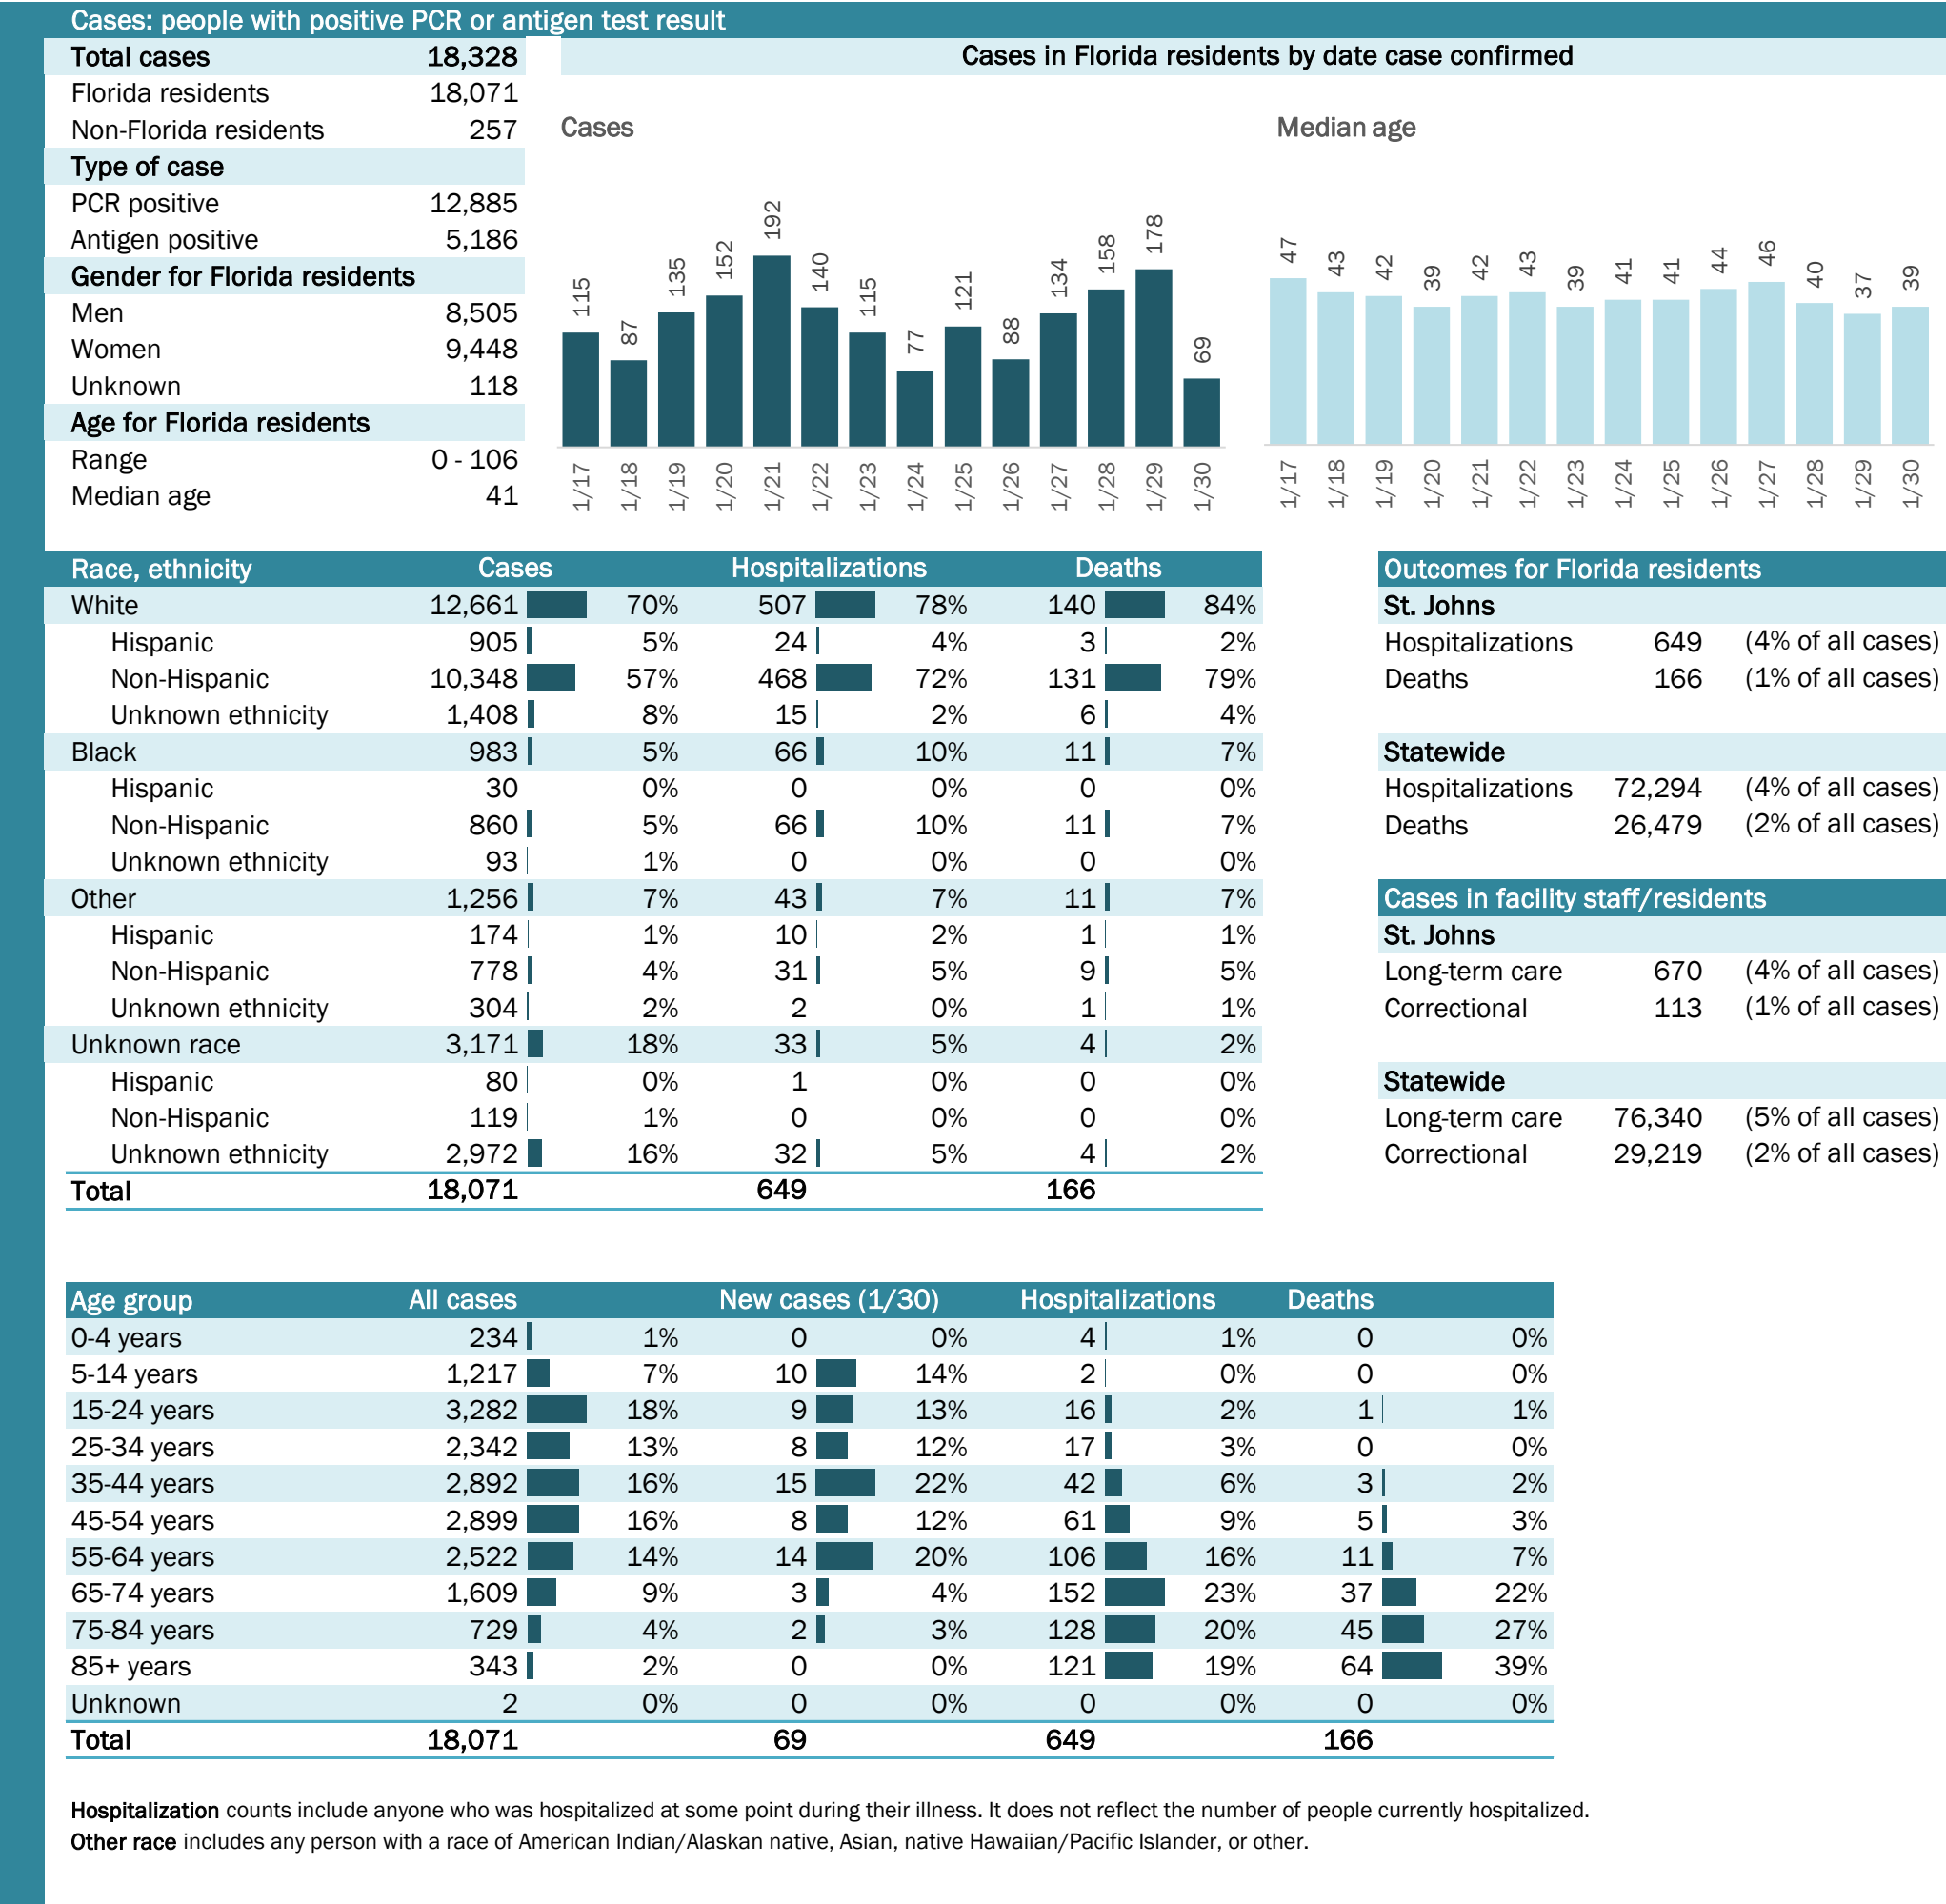 Cases: people with positive PCR or antigen test result
Total cases 18,328
Florida residents 18,071
Non-Florida residents 257
Type of case
PCR positive 12,885
Antigen positive 5,186
Gender for Florida residents
Men 8,505
Women 9,448
Unknown 118
Age for Florida residents
Range 0 - 106
Median age 41
Cases in Florida residents by date case confirmed
Cases
115 87 135 152 192 140 115 77 121 88 134 158 178 69
1/17 1/18 1/19 1/20 1/21 1/22 1/23 1/24 1/25 1/26 1/27 1/28 1/29 1/30
Median age
47 43 42 39 42 43 39 41 41 44 46 40 37 39
1/17 1/18 1/19 1/20 1/21 1/22 1/23 1/24 1/25 1/26 1/27 1/28 1/29 1/30
Race, ethnicity Cases Hospitalizations Deaths
White 12,661 70% 507 78% 140 84%
Hispanic 905 5% 24 4% 3 2%
Non-Hispanic 10,348 57% 468 72% 131 79%
Unknown ethnicity 1,408 8% 15 2% 6 4%
Black 983 5% 66 10% 11 7%
Hispanic 30 0% 0 0% 0 0%
Non-Hispanic 860 5% 66 10% 11 7%
Unknown ethnicity 93 1% 0 0% 0 0%
Other 1,256 7% 43 7% 11 7%
Hispanic 174 1% 10 2% 1 1%
Non-Hispanic 778 4% 31 5% 9 5%
Unknown ethnicity 304 2% 2 0% 1 1%
Unknown race 3,171 18% 33 5% 4 2%
Hispanic 80 0% 1 0% 0 0%
Non-Hispanic 119 1% 0 0% 0 0%
Unknown ethnicity 2,972 16% 32 5% 4 2%
Total 18,071 649 166
Outcomes for Florida residents
St. Johns
Hospitalizations 649 (4% of all cases)
Deaths 166 (1% of all cases)
Statewide
Hospitalizations 72,294 (4% of all cases)
Deaths 26,479 (2% of all cases)
Cases in facility staff/residents
St. Johns
Long-term care 670 (4% of all cases)
Correctional 113 (1% of all cases)
Statewide
Long-term care 76,340 (5% of all cases)
Correctional 29,219 (2% of all cases)
Age group All cases New cases (1/30) Hospitalizations Deaths
0-4 years 234 1% 0 0% 4 1% 0 0%
5-14 years 1,217 7% 10 14% 2 0% 0 0%
15-24 years 3,282 18% 9 13% 16 2% 1 1%
25-34 years 2,342 13% 8 12% 17 3% 0 0%
35-44 years 2,892 16% 15 22% 42 6% 3 2%
45-54 years 2,899 16% 8 12% 61 9% 5 3%
55-64 years 2,522 14% 14 20% 106 16% 11 7%
65-74 years 1,609 9% 3 4% 152 23% 37 22%
75-84 years 729 4% 2 3% 128 20% 45 27%
85+ years 343 2% 0 0% 121 19% 64 39%
Unknown 2 0% 0 0% 0 0% 0 0%
Total 18,071 69 649 166
Hospitalization counts include anyone who was hospitalized at some point during their illness. It does not reflect the number of people currently hospitalized.
Other race includes any person with a race of American Indian/Alaskan native, Asian, native Hawaiian/Pacific Islander, or other.